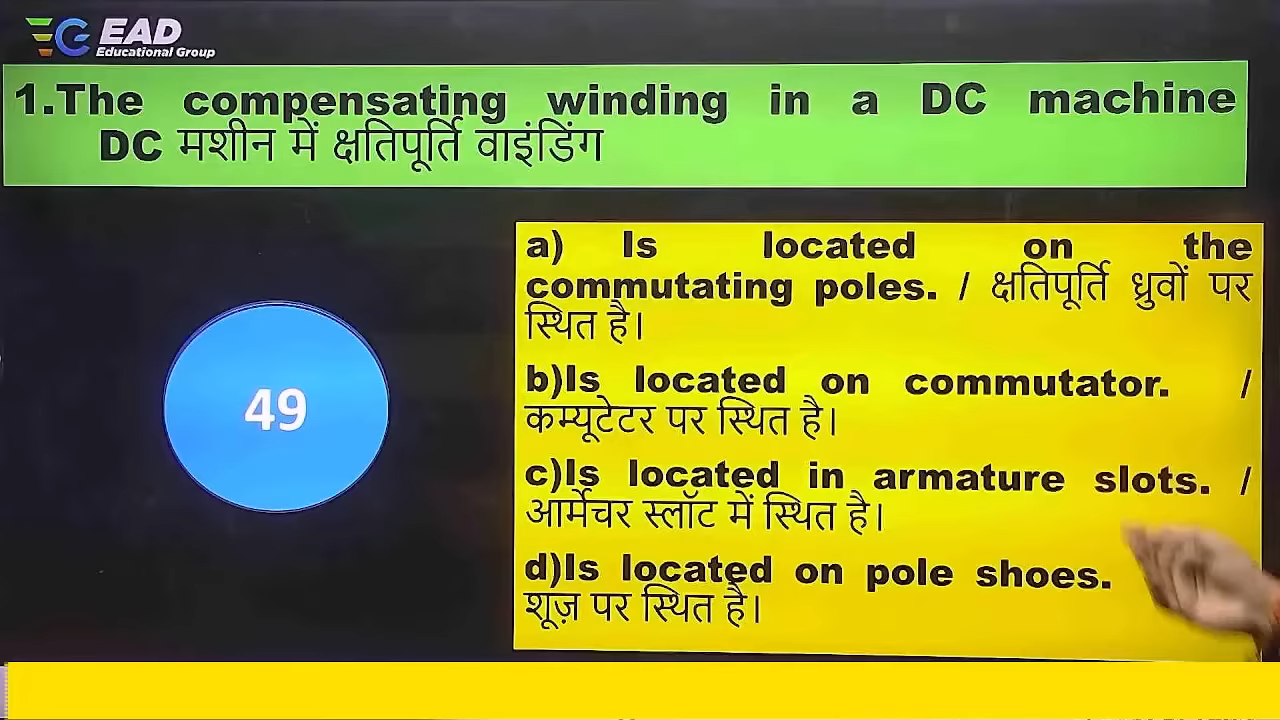 EAD
Educational Group
1.The compensating winding in a DC machine
DC मशीन में क्षतिपूर्ति वाइंडिंग
49
a) Is located on the
commutating poles. / क्षतिपूर्ति ध्रुवों पर
स्थित है।
b)Is located on commutator. /
कम्यूटेटर पर स्थित है।
c)Is located in armature slots. /
आर्मेचर स्लॉट में स्थित है।
d)Is located on pole shoes.
शूज़ पर स्थित है।